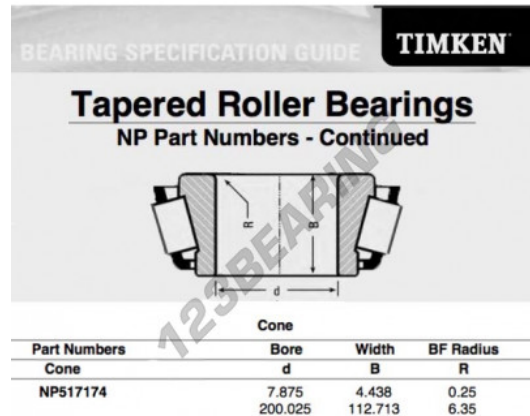 BEARING SPECIFICATION GUIDE
TIMKEN
Tapered Roller Bearings
NP Part Numbers - Continued
R
B
d
123BEARING
Cone
Part Numbers Bore Width BF Radius
Cone d B R
NP517174 7.875 4.438 0.25
200.025 112.713 6.35